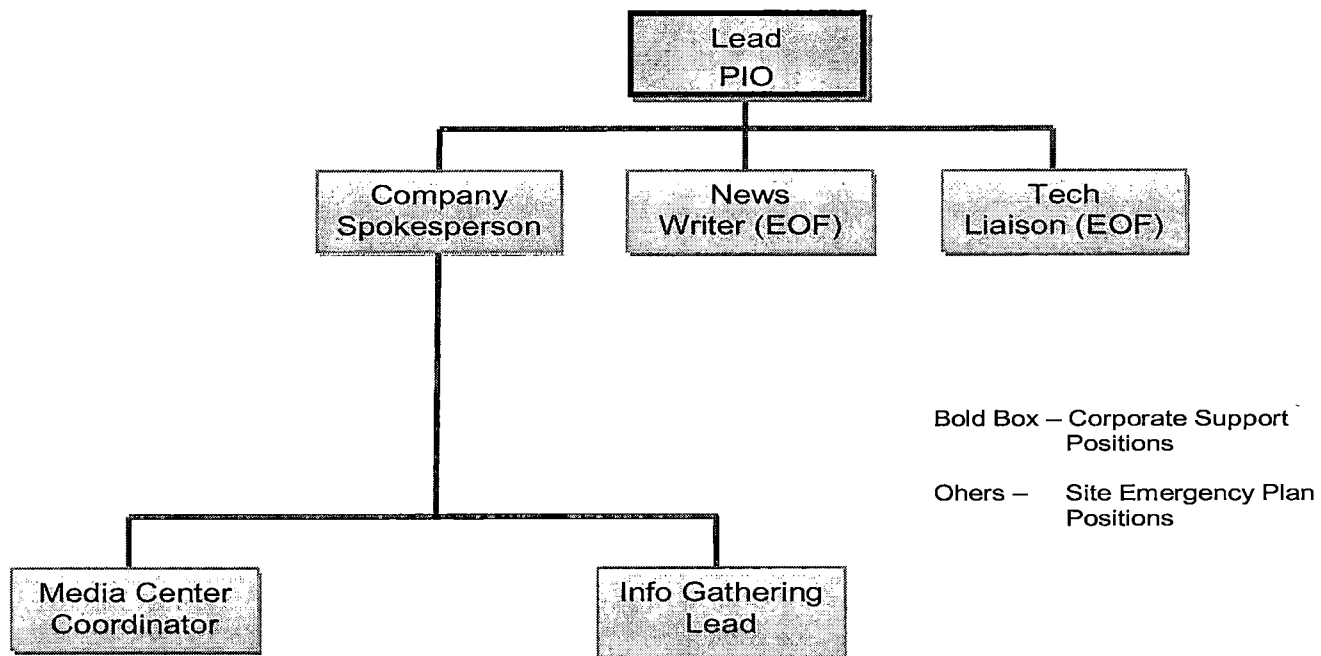 Lead
PIO
Company
Spokesperson
News
Writer (EOF)
Tech
Liaison (EOF)
Bold Box – Corporate Support
Positions
Ohers – Site Emergency Plan
Positions
Media Center
Coordinator
Info Gathering
Lead